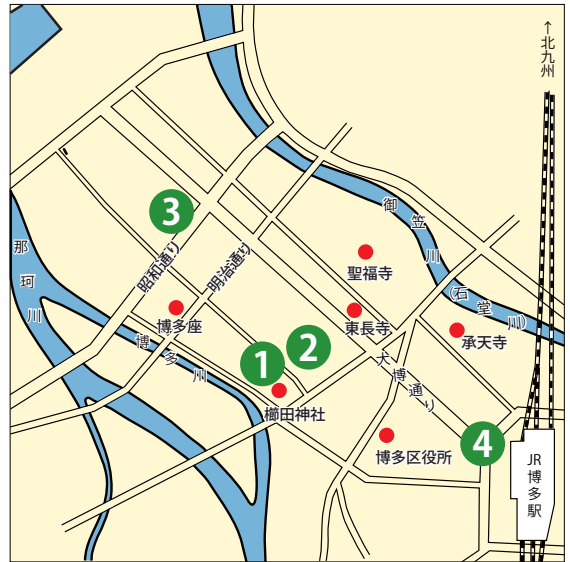 ↑北九州
御笠川
(石堂川)
3
聖福寺
昭和通り
明治通り
那珂川
博多座
博多川
東長寺
承天寺
1
2
大博通り
櫛田神社
博多区役所
4
JR博多駅